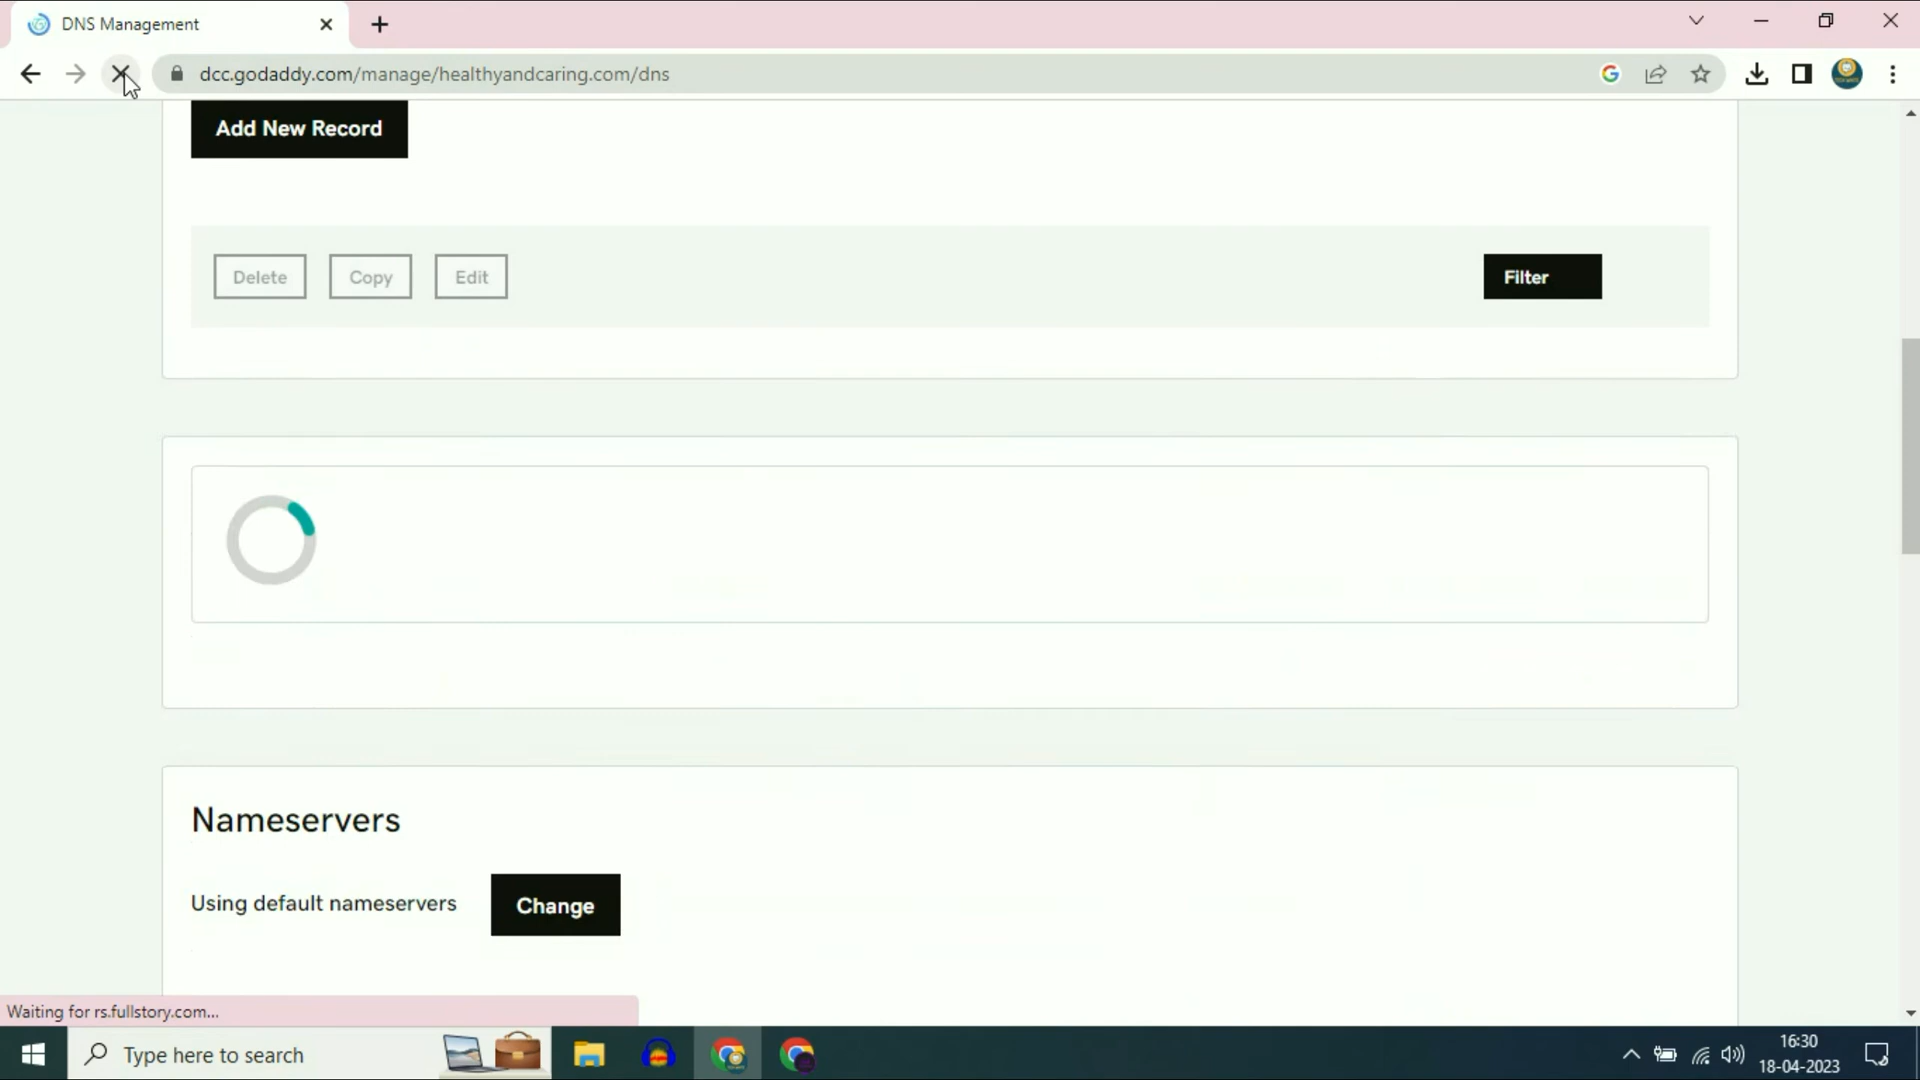 DNS Management
dcc.godaddy.com/manage/healthyandcaring.com/dns
Add New Record
Delete
Copy
Edit
Filter
Nameservers
Using default nameservers
Change
Waiting for rs.fullstory.com...
Type here to search
16:30
18-04-2023